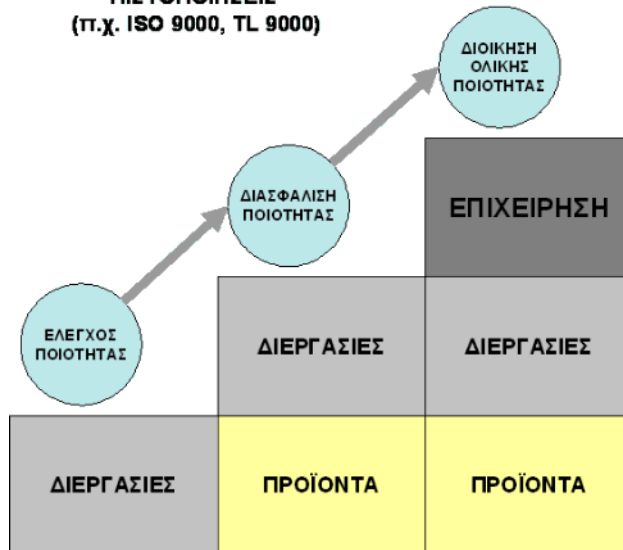 (π.χ. ISO 9000, TL 9000)
ΔΙΟΙΚΗΣΗ
ΟΛΙΚΗΣ
ΠΟΙΟΤΗΤΑΣ
ΔΙΑΣΦΑΛΙΣΗ
ΠΟΙΟΤΗΤΑΣ
ΕΠΙΧΕΙΡΗΣΗ
ΕΛΕΓΧΟΣ
ΠΟΙΟΤΗΤΑΣ
ΔΙΕΡΓΑΣΙΕΣ
ΔΙΕΡΓΑΣΙΕΣ
ΔΙΕΡΓΑΣΙΕΣ
ΠΡΟΪΟΝΤΑ
ΠΡΟΪΟΝΤΑ